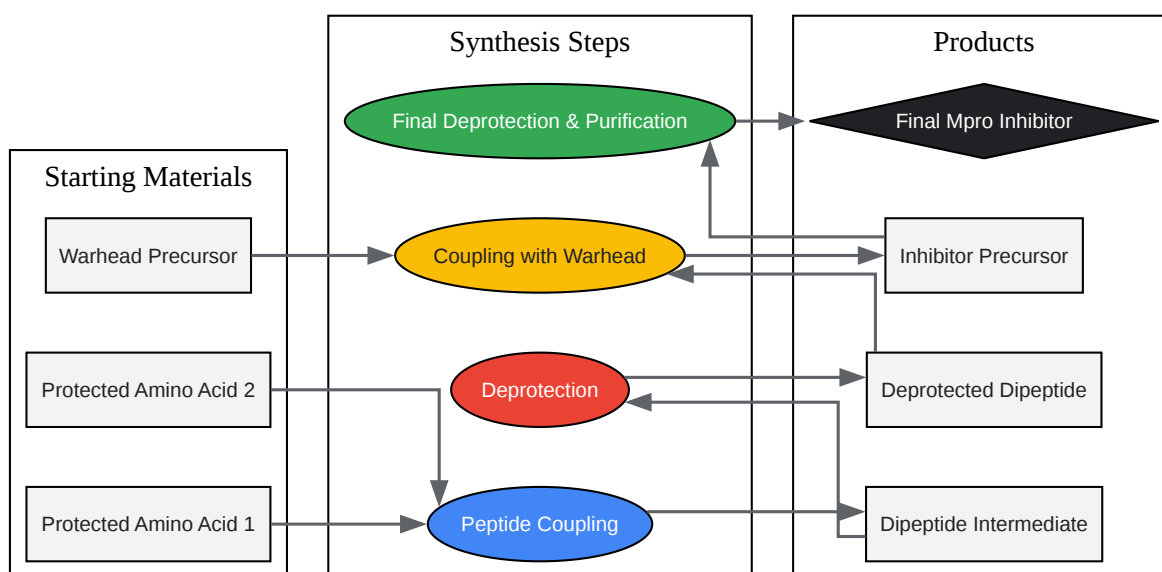 Synthesis Steps
Products
Final Deprotection & Purification
Final Mpro Inhibitor
Starting Materials
Warhead Precursor
Coupling with Warhead
Inhibitor Precursor
Protected Amino Acid 2
Deprotection
Deprotected Dipeptide
Protected Amino Acid 1
Peptide Coupling
Dipeptide Intermediate